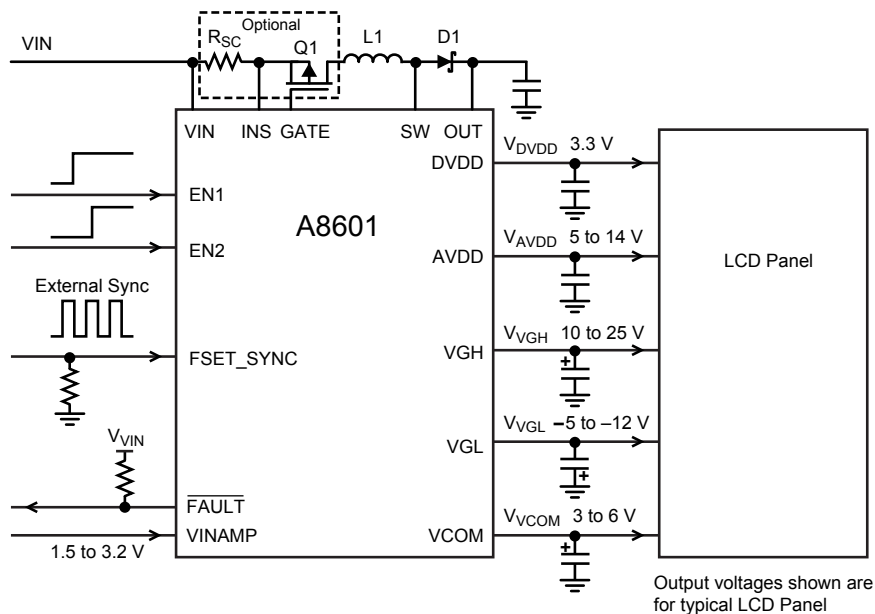 Optional
VIN
RSC
Q1
L1
D1
VIN INS GATE SW OUT
DVDD
VDVDD 3.3 V
EN1
A8601
EN2
AVDD
VAVDD 5 to 14 V
LCD Panel
External Sync
FSET_SYNC
VGH
VVGH 10 to 25 V
+
VVIN
VGL
VVGL –5 to –12 V
+
FAULT
VINAMP
1.5 to 3.2 V
VCOM
VVCOM 3 to 6 V
+
Output voltages shown are
for typical LCD Panel